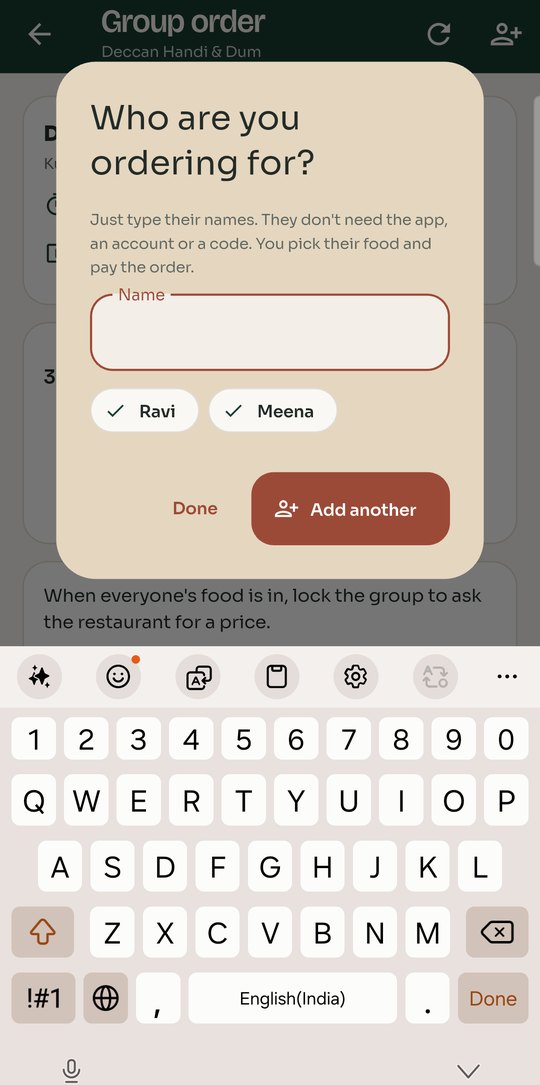 Group order
Deccan Handi & Dum
Who are you
ordering for?
Just type their names. They don't need the app,
an account or a code. You pick their food and
pay the order.
Name
Ravi Meena
Done Add another
3
When everyone's food is in, lock the group to ask
the restaurant for a price.
1 2 3 4 5 6 7 8 9 0
Q W E R T Y U I O P
A S D F G H J K L
Z X C V B N M
!#1 , English(India) . Done